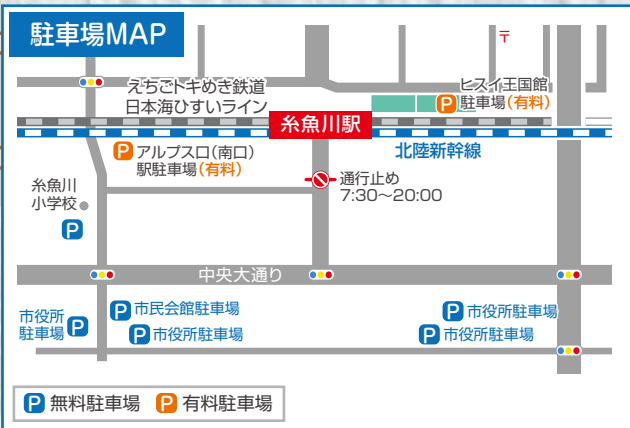 駐車場MAP
〒
えちごトキめき鉄道
日本海ひすいライン
ヒスイ王国館
P 駐車場(有料)
糸魚川駅
北陸新幹線
P アルプス口(南口)
駅駐車場(有料)
通行止め
7:30〜20:00
糸魚川
小学校
P
中央大通り
市役所
駐車場 P
P 市民会館駐車場
P 市役所駐車場
P 市役所駐車場
P 市役所駐車場
P 無料駐車場 P 有料駐車場